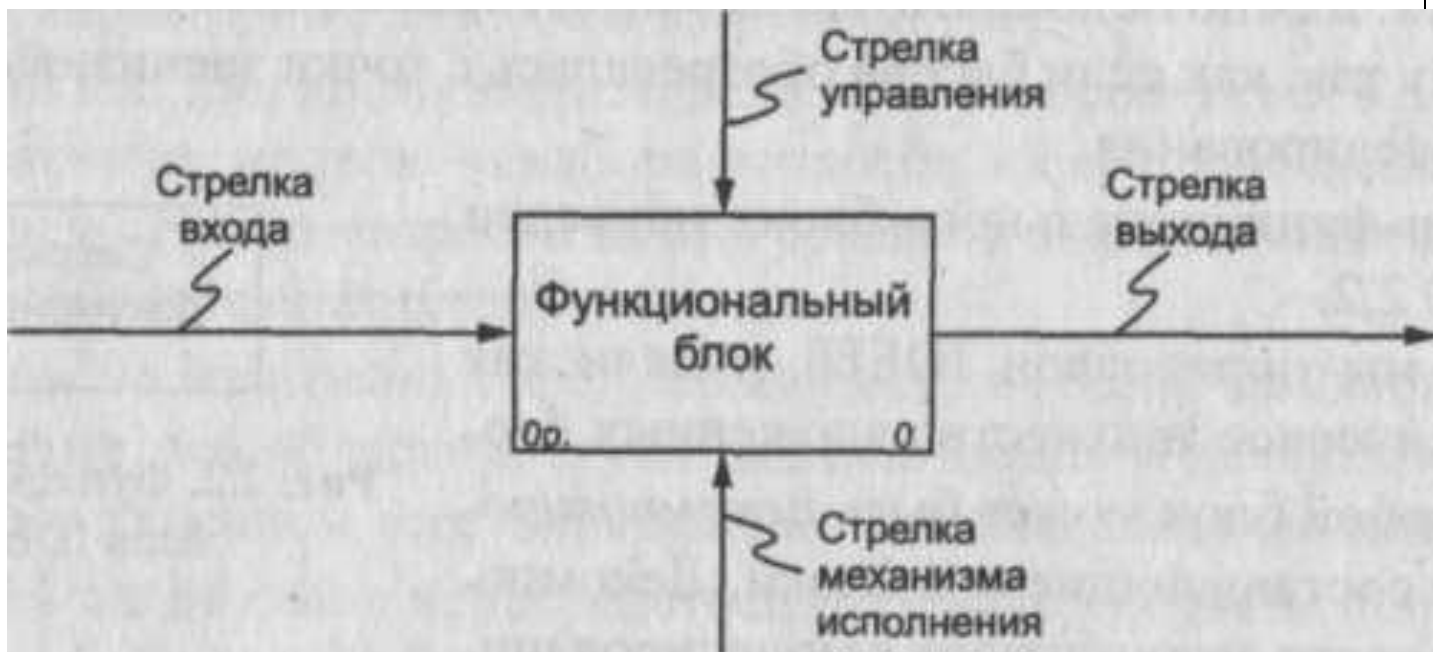 Стрелка
управления
Стрелка
входа
Стрелка
выхода
Функциональный
блок
0р.
0
Стрелка
механизма
исполнения